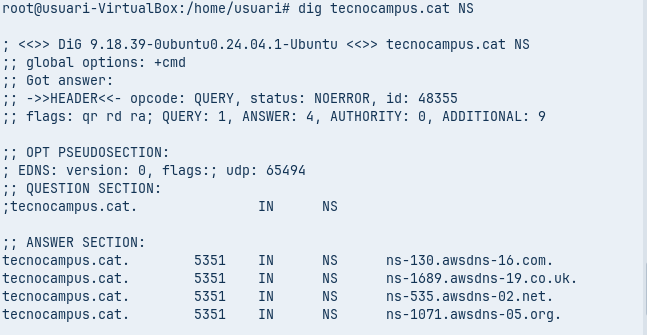 root@usuari-VirtualBox:/home/usuari# dig tecnocampus.cat NS
; <<>> DiG 9.18.39-0ubuntu0.24.04.1-Ubuntu <<>> tecnocampus.cat NS
;; global options: +cmd
;; Got answer:
;; ->>HEADER<<- opcode: QUERY, status: NOERROR, id: 48355
;; flags: qr rd ra; QUERY: 1, ANSWER: 4, AUTHORITY: 0, ADDITIONAL: 9
;; OPT PSEUDOSECTION:
; EDNS: version: 0, flags:; udp: 65494
;; QUESTION SECTION:
;tecnocampus.cat. IN NS
;; ANSWER SECTION:
tecnocampus.cat. 5351 IN NS ns-130.awsdns-16.com.
tecnocampus.cat. 5351 IN NS ns-1689.awsdns-19.co.uk.
tecnocampus.cat. 5351 IN NS ns-535.awsdns-02.net.
tecnocampus.cat. 5351 IN NS ns-1071.awsdns-05.org.